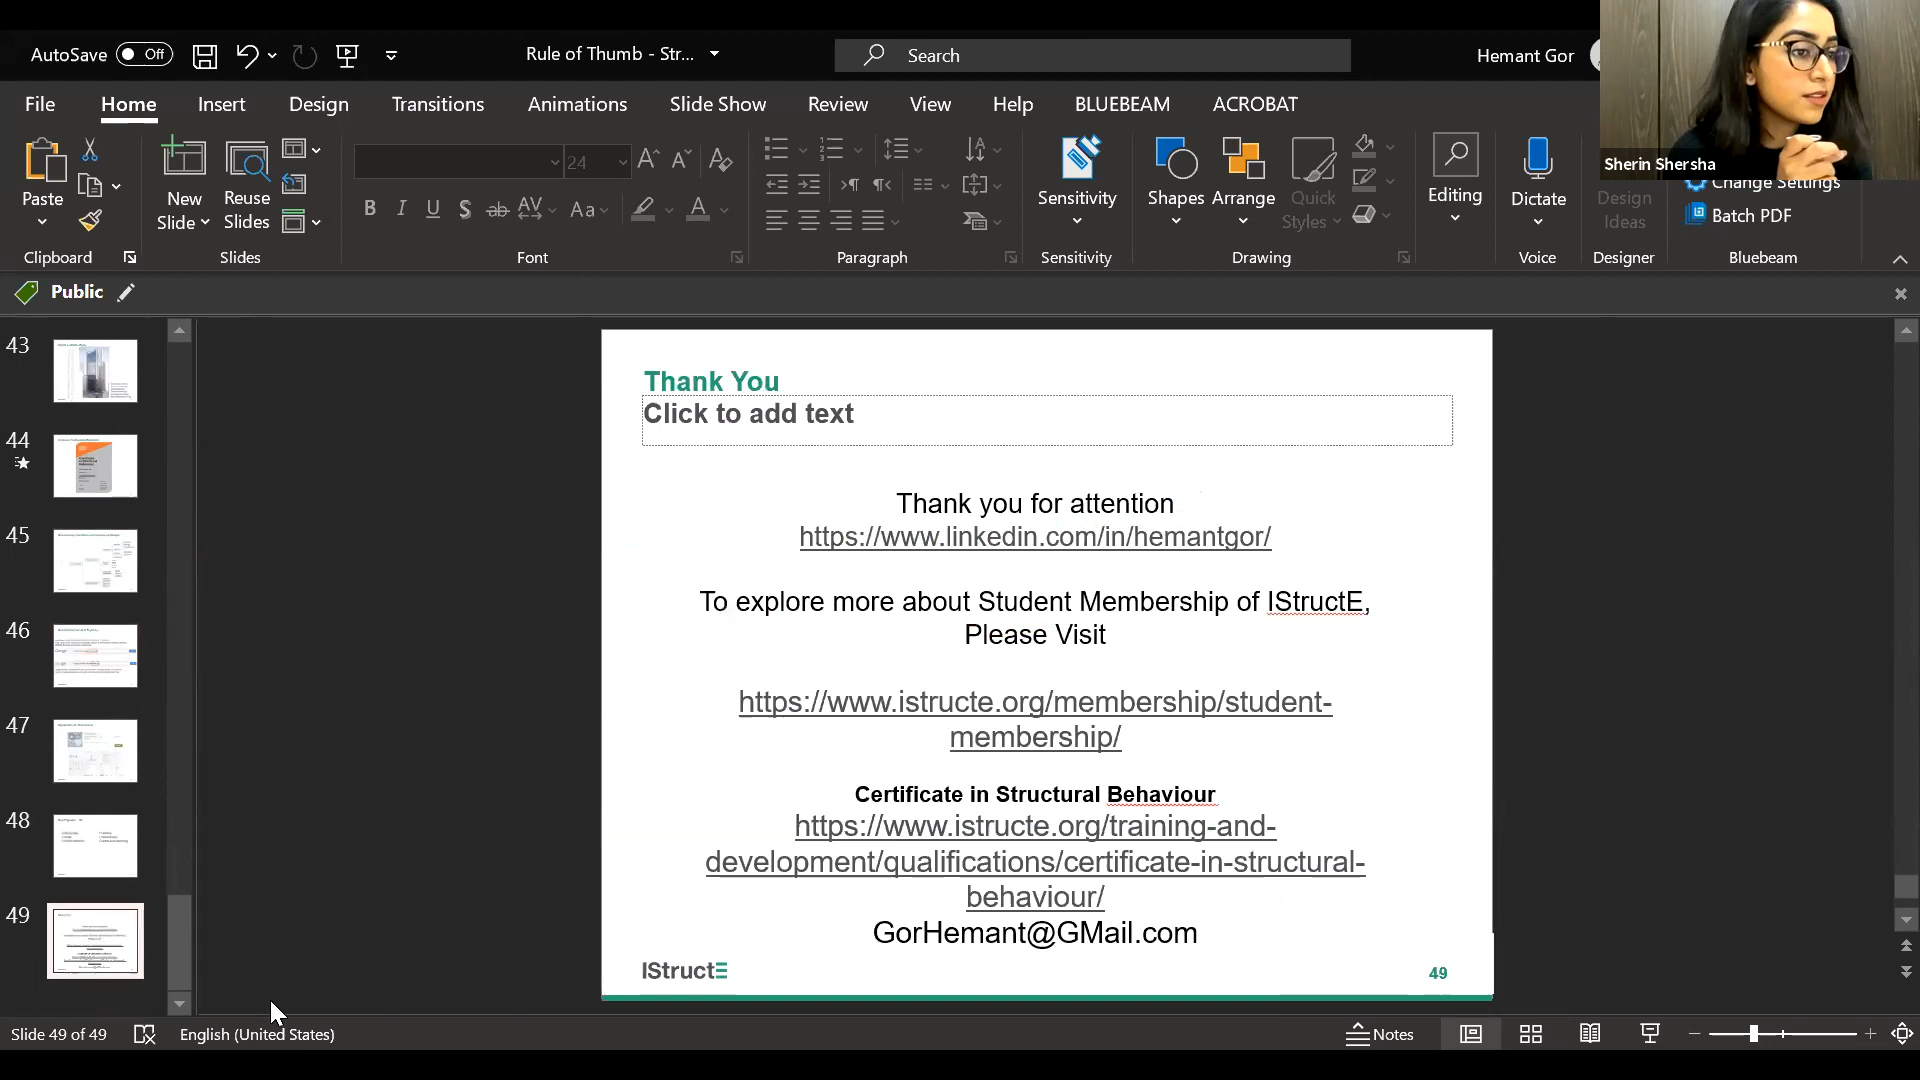 AutoSave Off Rule of Thumb - Str... Search Hemant Gor
File Home Insert Design Transitions Animations Slide Show Review View Help BLUEBEAM ACROBAT
Sherin Shersha
Paste New Slide Reuse Slides 24 Sensitivity Shapes Arrange Quick Styles Editing Dictate Design Ideas Change Settings
Batch PDF
Clipboard Slides Font Paragraph Sensitivity Drawing Voice Designer Bluebeam
Public
43
44
45
46
47
48
49
Thank You
Click to add text
Thank you for attention
https://www.linkedin.com/in/hemantgor/
To explore more about Student Membership of IStructE,
Please Visit
https://www.istructe.org/membership/student-
membership/
Certificate in Structural Behaviour
https://www.istructe.org/training-and-
development/qualifications/certificate-in-structural-
behaviour/
GorHemant@GMail.com
IStructE 49
Slide 49 of 49 English (United States) Notes